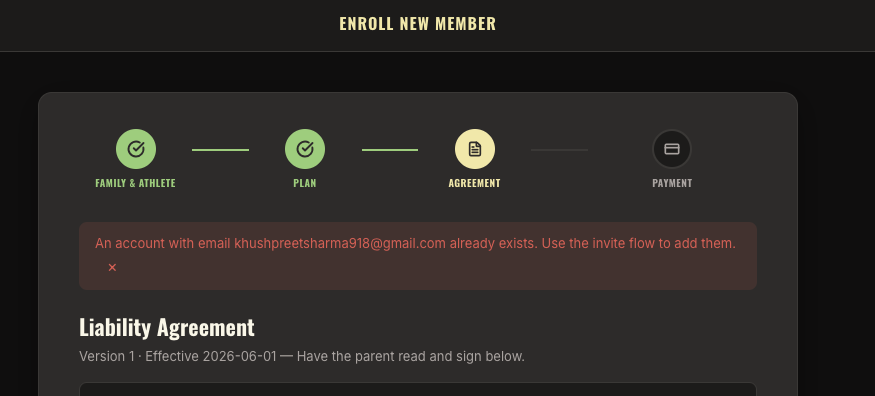 ENROLL NEW MEMBER
FAMILY & ATHLETE
PLAN
AGREEMENT
PAYMENT
An account with email khushpreetsharma918@gmail.com already exists. Use the invite flow to add them.
×
Liability Agreement
Version 1 · Effective 2026-06-01 — Have the parent read and sign below.